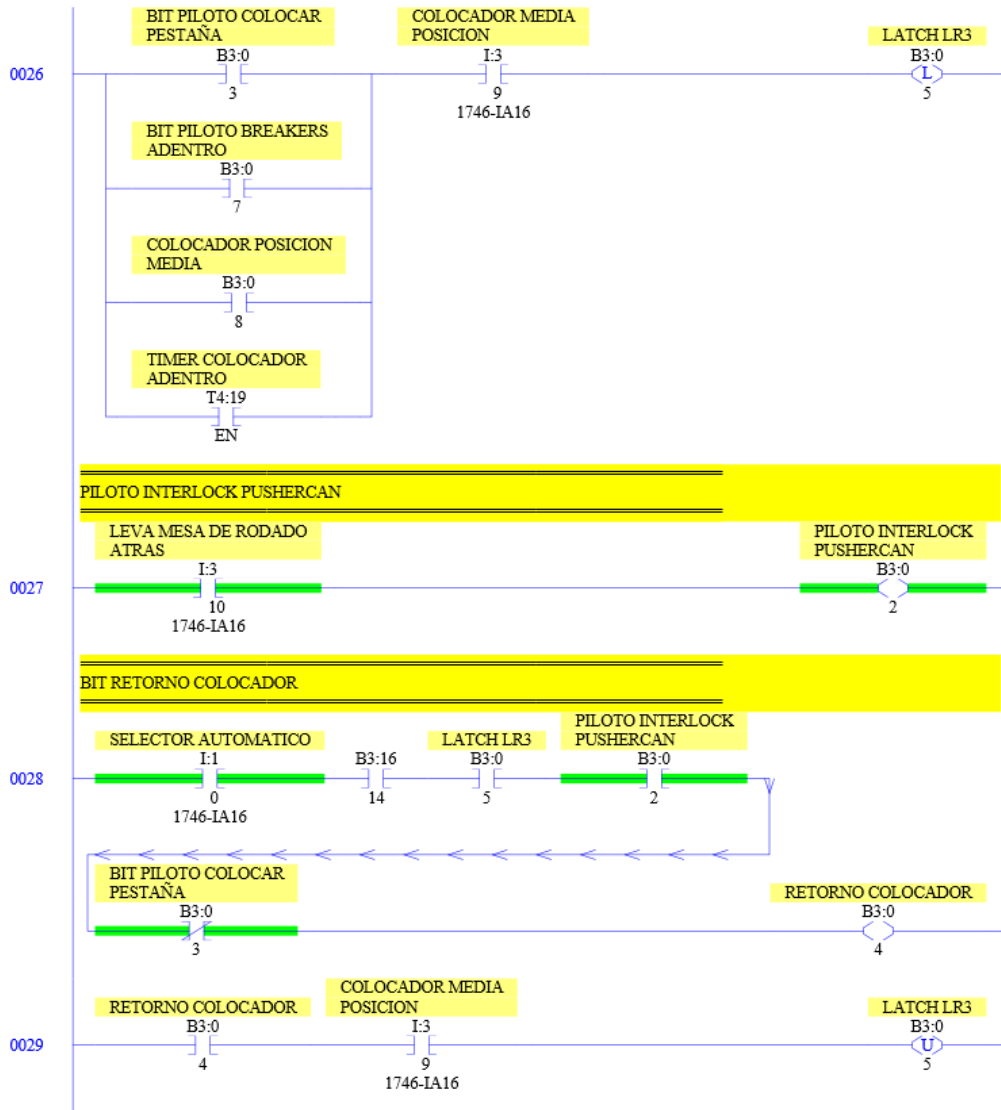 BIT PILOTO COLOCAR
PESTAÑA
B3:0
3
COLOCADOR MEDIA
POSICION
I:3
9
1746-IA16
LATCH LR3
B3:0
L
5
0026
BIT PILOTO BREAKERS
ADENTRO
B3:0
7
COLOCADOR POSICION
MEDIA
B3:0
8
TIMER COLOCADOR
ADENTRO
T4:19
EN
PILOTO INTERLOCK PUSHERCAN
LEVA MESA DE RODADO
ATRAS
I:3
10
1746-IA16
PILOTO INTERLOCK
PUSHERCAN
B3:0
2
0027
BIT RETORNO COLOCADOR
SELECTOR AUTOMATICO
I:1
0
1746-IA16
B3:16
14
LATCH LR3
B3:0
5
PILOTO INTERLOCK
PUSHERCAN
B3:0
2
0028
BIT PILOTO COLOCAR
PESTAÑA
B3:0
3
RETORNO COLOCADOR
B3:0
4
RETORNO COLOCADOR
B3:0
4
COLOCADOR MEDIA
POSICION
I:3
9
1746-IA16
LATCH LR3
B3:0
U
5
0029